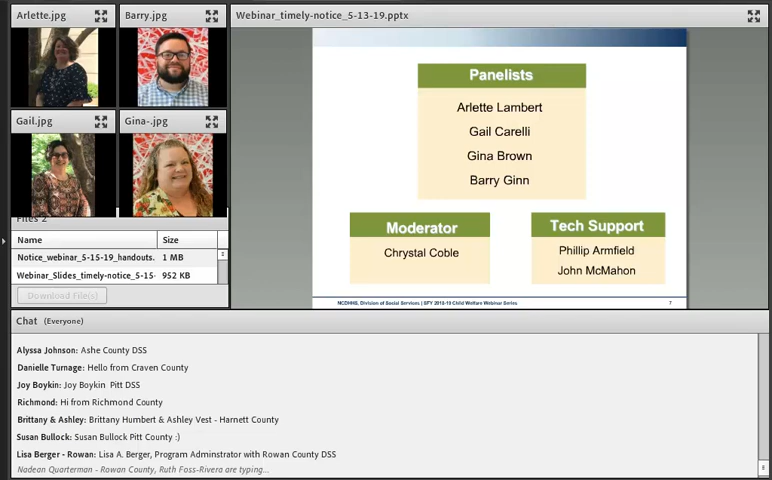 Arlette.jpg
Barry.jpg
Gail.jpg
Gina-.jpg
Files 2
Name Size
Notice_webinar_5-15-19_handouts. 1 MB
Webinar_Slides_timely-notice_5-15- 952 KB
Download File(s)
Webinar_timely-notice_5-13-19.pptx
Panelists
Arlette Lambert
Gail Carelli
Gina Brown
Barry Ginn
Moderator
Chrystal Coble
Tech Support
Phillip Armfield
John McMahon
NCDHHS, Division of Social Services | SFY 2018-19 Child Welfare Webinar Series
7
Chat (Everyone)
Alyssa Johnson: Ashe County DSS
Danielle Turnage: Hello from Craven County
Joy Boykin: Joy Boykin Pitt DSS
Richmond: Hi from Richmond County
Brittany & Ashley: Brittany Humbert & Ashley Vest - Harnett County
Susan Bullock: Susan Bullock Pitt County :)
Lisa Berger - Rowan: Lisa A. Berger, Program Adminstrator with Rowan County DSS
Nadean Quarterman - Rowan County, Ruth Foss-Rivera are typing...